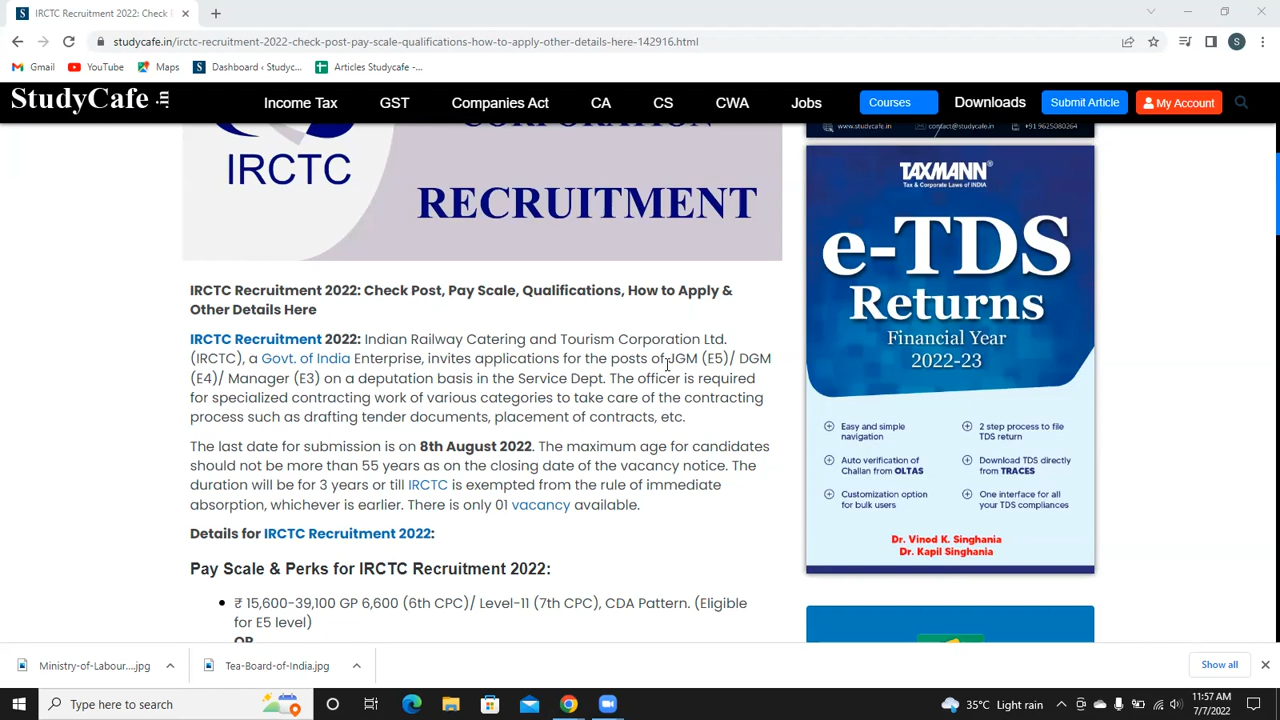 IRCTC Recruitment 2022: Check P
studycafe.in/irctc-recruitment-2022-check-post-pay-scale-qualifications-how-to-apply-other-details-here-142916.html
S
Gmail YouTube Maps Dashboard ‹ Studyc... Articles Studycafe -...
StudyCafe Income Tax GST Companies Act CA CS CWA Jobs Courses Downloads Submit Article My Account
CORPORATION
IRCTC
RECRUITMENT
IRCTC Recruitment 2022: Check Post, Pay Scale, Qualifications, How to Apply &
Other Details Here
IRCTC Recruitment 2022: Indian Railway Catering and Tourism Corporation Ltd.
(IRCTC), a Govt. of India Enterprise, invites applications for the posts of JGM (E5)/ DGM
(E4)/ Manager (E3) on a deputation basis in the Service Dept. The officer is required
for specialized contracting work of various categories to take care of the contracting
process such as drafting tender documents, placement of contracts, etc.
The last date for submission is on 8th August 2022. The maximum age for candidates
should not be more than 55 years as on the closing date of the vacancy notice. The
duration will be for 3 years or till IRCTC is exempted from the rule of immediate
absorption, whichever is earlier. There is only 01 vacancy available.
Details for IRCTC Recruitment 2022:
Pay Scale & Perks for IRCTC Recruitment 2022:
₹ 15,600-39,100 GP 6,600 (6th CPC)/ Level-11 (7th CPC), CDA Pattern. (Eligible
for E5 level)
OR
www.studycafe.in contact@studycafe.in +91 9625080264
TAXMANN®
Tax & Corporate Laws of INDIA
e-TDS
Returns
Financial Year
2022-23
Easy and simple
navigation
2 step process to file
TDS return
Auto verification of
Challan from OLTAS
Download TDS directly
from TRACES
Customization option
for bulk users
One interface for all
your TDS compliances
Dr. Vinod K. Singhania
Dr. Kapil Singhania
Ministry-of-Labour....jpg Tea-Board-of-India.jpg Show all
Type here to search
35°C Light rain
11:57 AM
7/7/2022